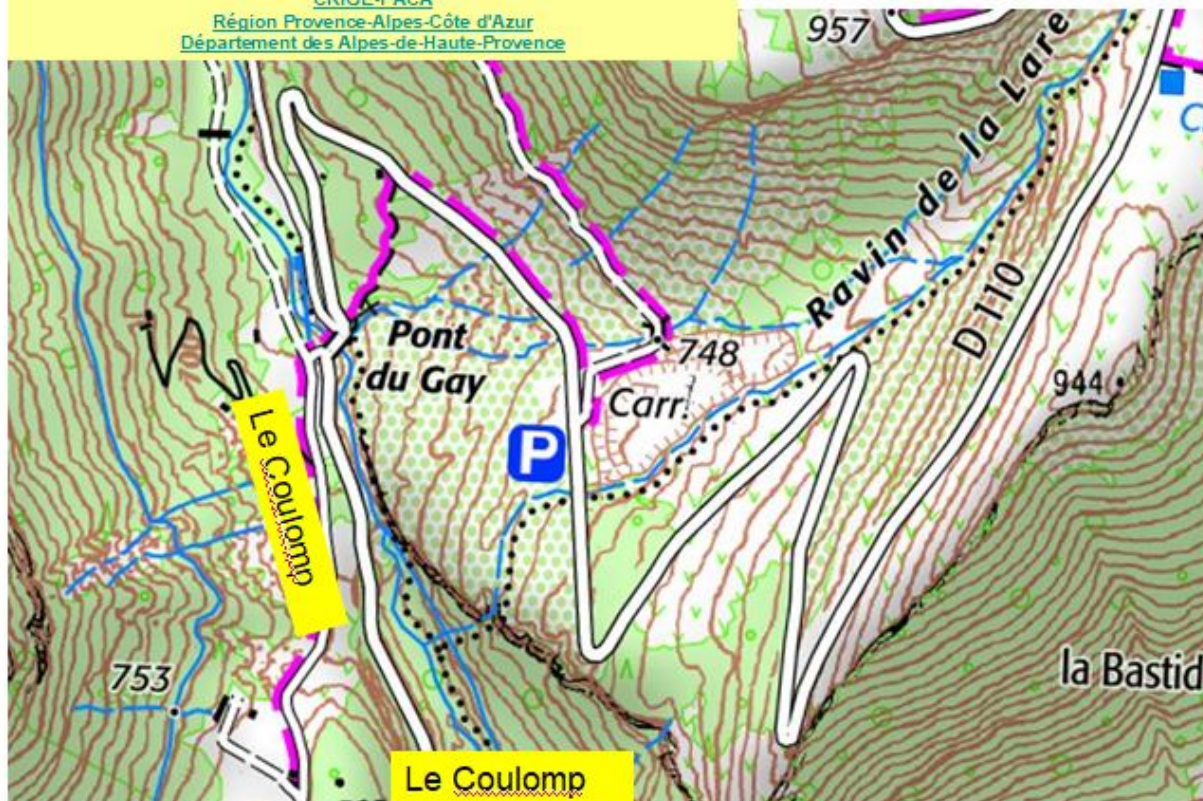 CRIGE-PACA
Région Provence-Alpes-Côte d'Azur
Département des Alpes-de-Haute-Provence
957
Ravin de la Lare
Pont
du Gay
748
Carr.
D 110
944
P
Le Coulomp
753
la Bastid
Le Coulomp